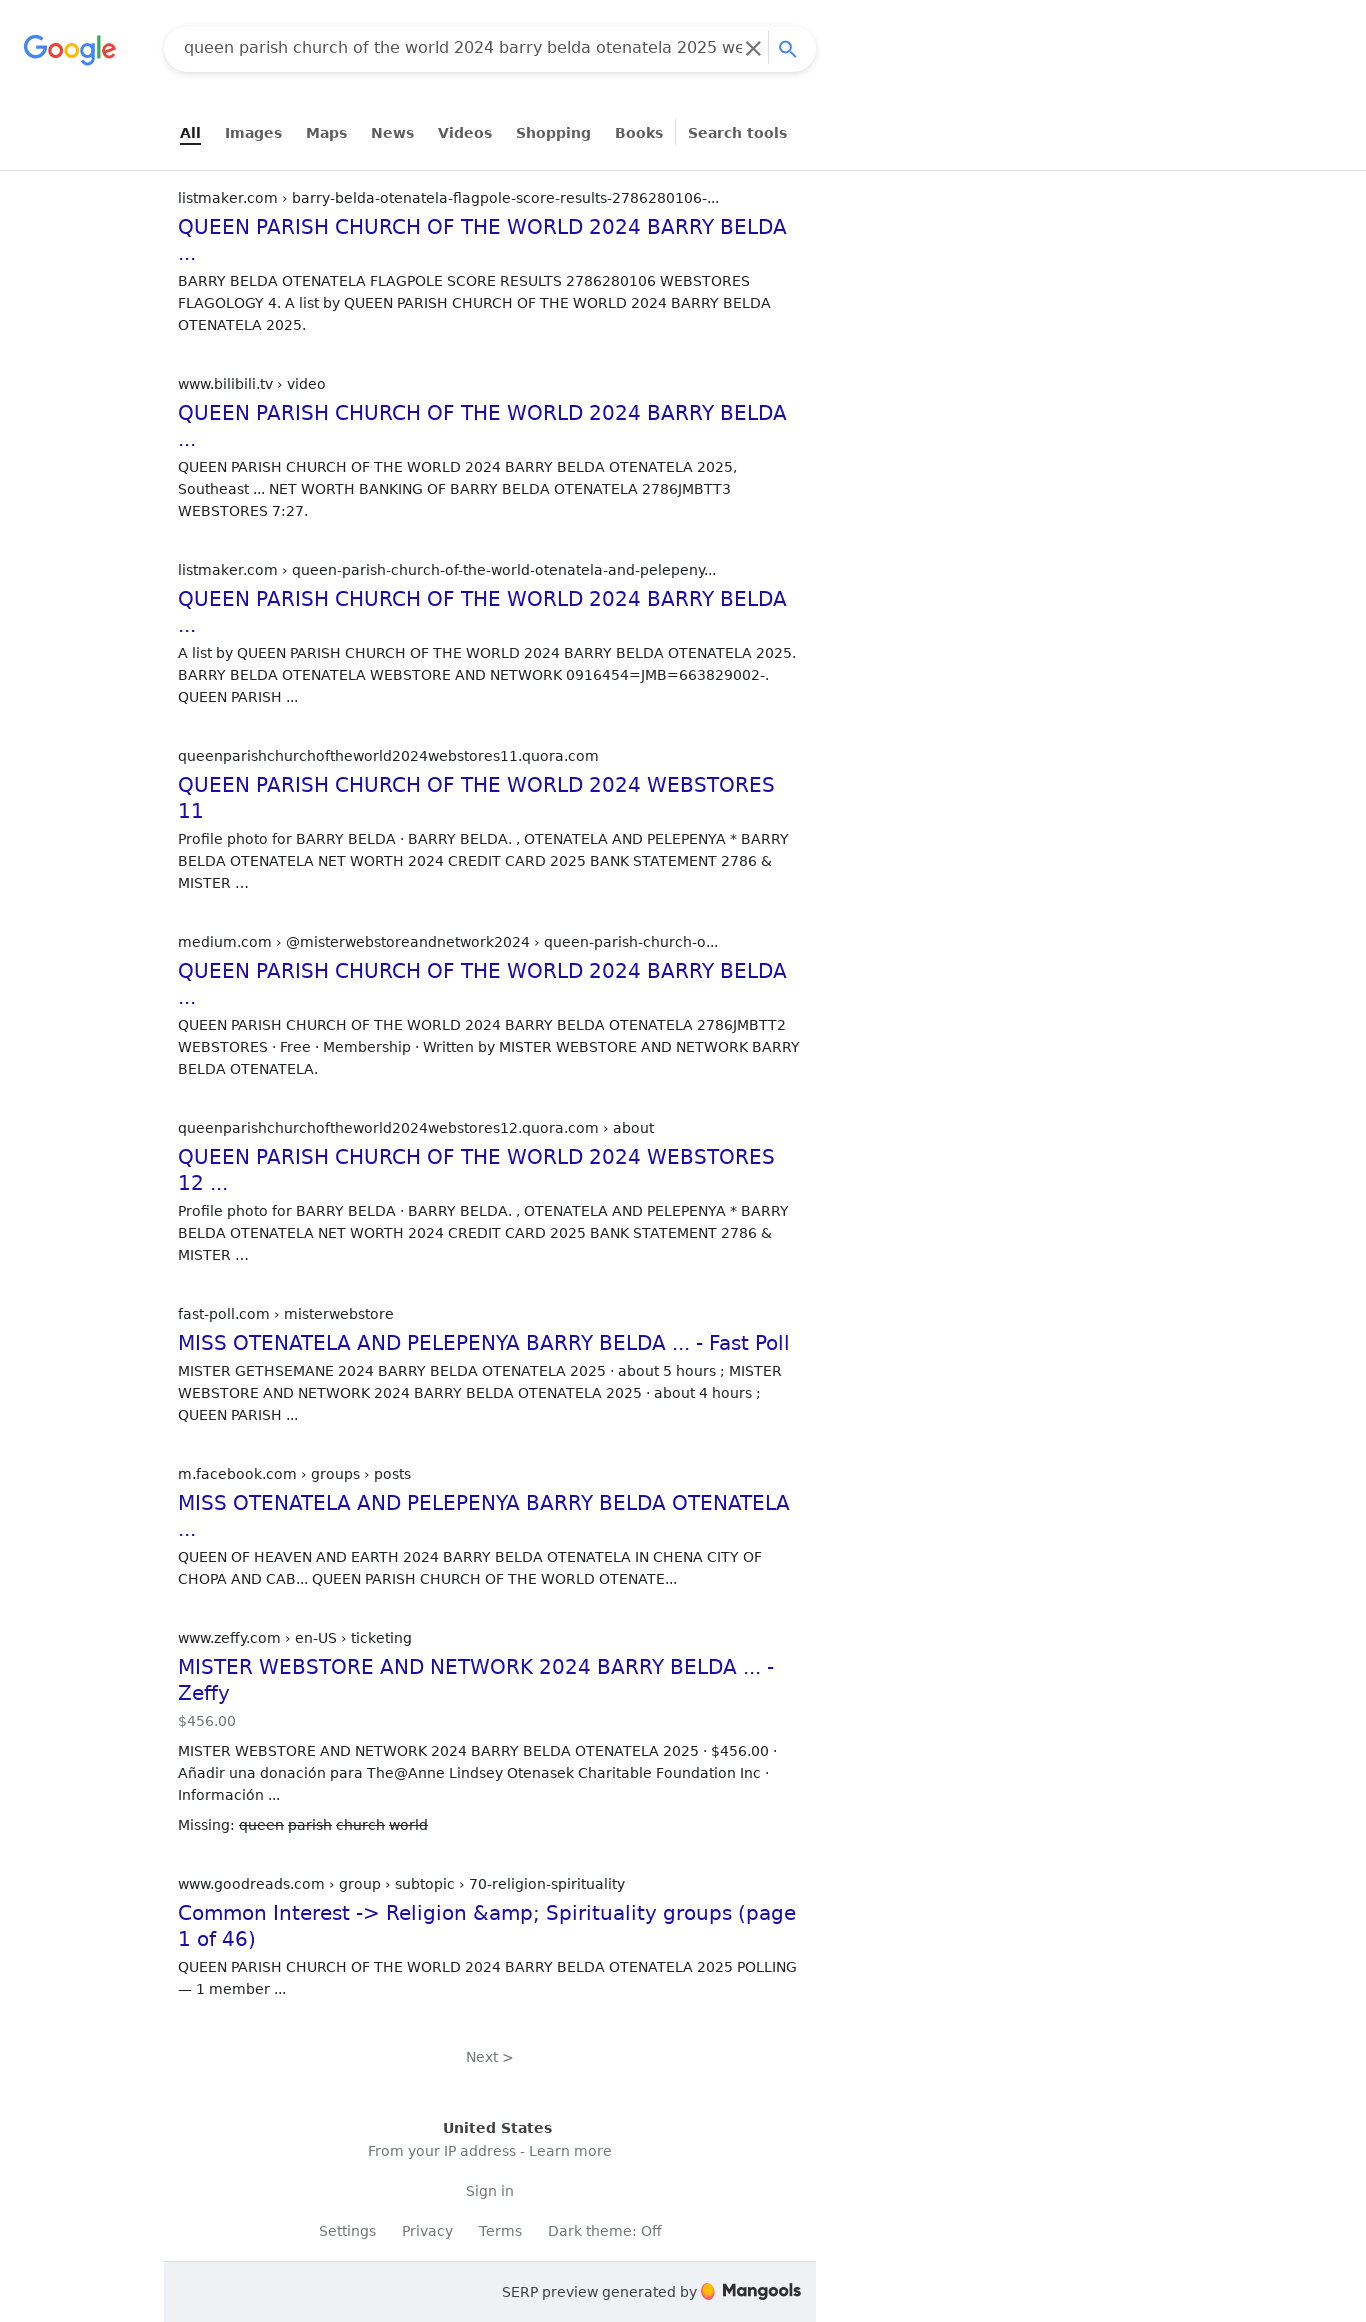 Google
queen parish church of the world 2024 barry belda otenatela 2025 we
All Images Maps News Videos Shopping Books Search tools
listmaker.com › barry-belda-otenatela-flagpole-score-results-2786280106-...
QUEEN PARISH CHURCH OF THE WORLD 2024 BARRY BELDA
...
BARRY BELDA OTENATELA FLAGPOLE SCORE RESULTS 2786280106 WEBSTORES
FLAGOLOGY 4. A list by QUEEN PARISH CHURCH OF THE WORLD 2024 BARRY BELDA
OTENATELA 2025.
www.bilibili.tv › video
QUEEN PARISH CHURCH OF THE WORLD 2024 BARRY BELDA
...
QUEEN PARISH CHURCH OF THE WORLD 2024 BARRY BELDA OTENATELA 2025,
Southeast ... NET WORTH BANKING OF BARRY BELDA OTENATELA 2786JMBTT3
WEBSTORES 7:27.
listmaker.com › queen-parish-church-of-the-world-otenatela-and-pelepeny...
QUEEN PARISH CHURCH OF THE WORLD 2024 BARRY BELDA
...
A list by QUEEN PARISH CHURCH OF THE WORLD 2024 BARRY BELDA OTENATELA 2025.
BARRY BELDA OTENATELA WEBSTORE AND NETWORK 0916454=JMB=663829002-.
QUEEN PARISH ...
queenparishchurchoftheworld2024webstores11.quora.com
QUEEN PARISH CHURCH OF THE WORLD 2024 WEBSTORES
11
Profile photo for BARRY BELDA · BARRY BELDA. , OTENATELA AND PELEPENYA * BARRY
BELDA OTENATELA NET WORTH 2024 CREDIT CARD 2025 BANK STATEMENT 2786 &
MISTER …
medium.com › @misterwebstoreandnetwork2024 › queen-parish-church-o...
QUEEN PARISH CHURCH OF THE WORLD 2024 BARRY BELDA
...
QUEEN PARISH CHURCH OF THE WORLD 2024 BARRY BELDA OTENATELA 2786JMBTT2
WEBSTORES · Free · Membership · Written by MISTER WEBSTORE AND NETWORK BARRY
BELDA OTENATELA.
queenparishchurchoftheworld2024webstores12.quora.com › about
QUEEN PARISH CHURCH OF THE WORLD 2024 WEBSTORES
12 ...
Profile photo for BARRY BELDA · BARRY BELDA. , OTENATELA AND PELEPENYA * BARRY
BELDA OTENATELA NET WORTH 2024 CREDIT CARD 2025 BANK STATEMENT 2786 &
MISTER …
fast-poll.com › misterwebstore
MISS OTENATELA AND PELEPENYA BARRY BELDA ... - Fast Poll
MISTER GETHSEMANE 2024 BARRY BELDA OTENATELA 2025 · about 5 hours ; MISTER
WEBSTORE AND NETWORK 2024 BARRY BELDA OTENATELA 2025 · about 4 hours ;
QUEEN PARISH ...
m.facebook.com › groups › posts
MISS OTENATELA AND PELEPENYA BARRY BELDA OTENATELA
...
QUEEN OF HEAVEN AND EARTH 2024 BARRY BELDA OTENATELA IN CHENA CITY OF
CHOPA AND CAB... QUEEN PARISH CHURCH OF THE WORLD OTENATE...
www.zeffy.com › en-US › ticketing
MISTER WEBSTORE AND NETWORK 2024 BARRY BELDA ... -
Zeffy
$456.00
MISTER WEBSTORE AND NETWORK 2024 BARRY BELDA OTENATELA 2025 · $456.00 ·
Añadir una donación para The@Anne Lindsey Otenasek Charitable Foundation Inc ·
Información ...
Missing: queen parish church world
www.goodreads.com › group › subtopic › 70-religion-spirituality
Common Interest -> Religion &amp; Spirituality groups (page
1 of 46)
QUEEN PARISH CHURCH OF THE WORLD 2024 BARRY BELDA OTENATELA 2025 POLLING
— 1 member ...
Next >
United States
From your IP address - Learn more
Sign in
Settings Privacy Terms Dark theme: Off
SERP preview generated by Mangools